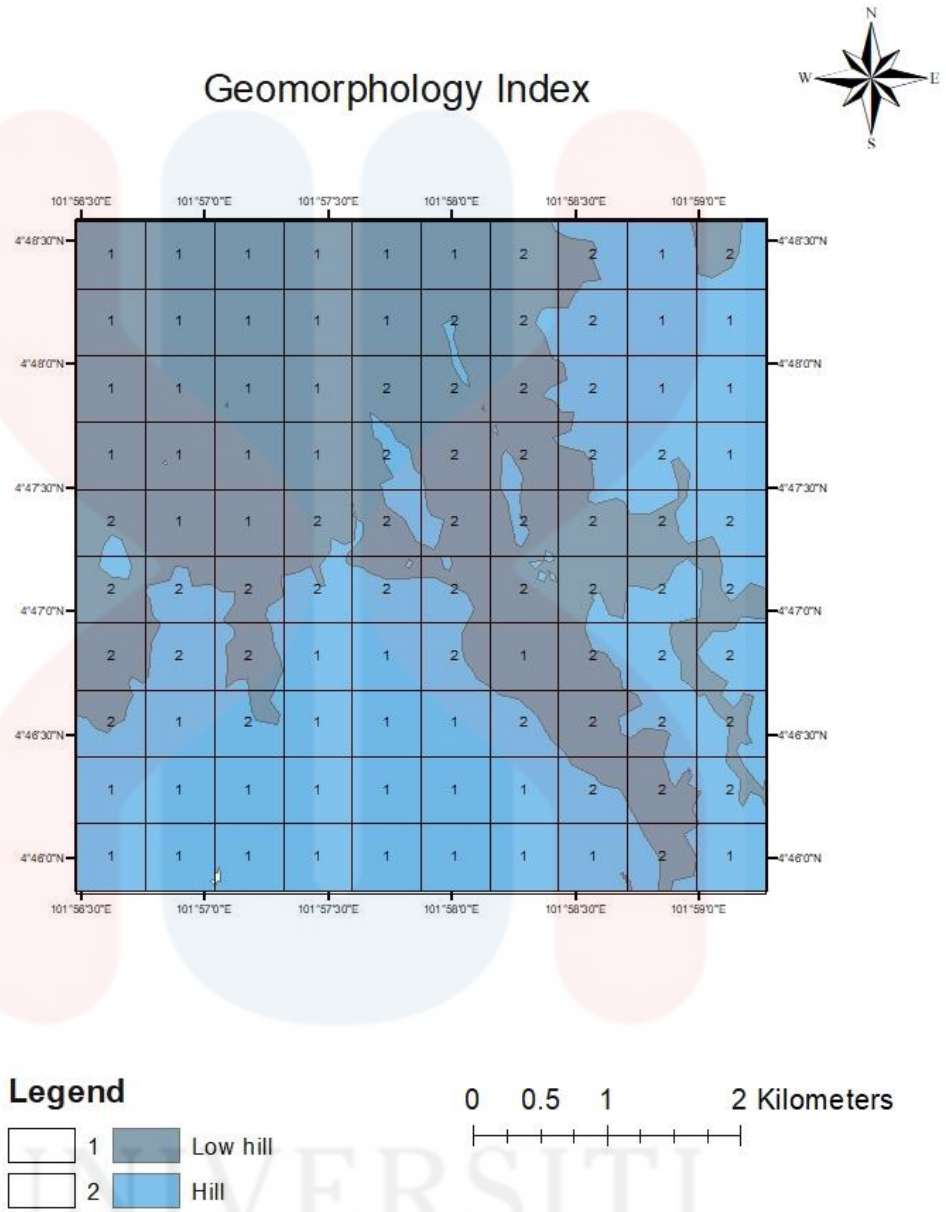 N
Geomorphology Index
W E
S
101°56'30"E 101°57'0"E 101°57'30"E 101°58'0"E 101°58'30"E 101°59'0"E
4°48'30"N 4°48'30"N
1 1 1 1 1 1 2 2 1 2
1 1 1 1 1 2 2 2 1 1
4°48'0"N 4°48'0"N
1 1 1 1 2 2 2 2 1 1
1 1 1 1 2 2 2 2 2 1
4°47'30"N 4°47'30"N
2 1 1 2 2 2 2 2 2 2
2 2 2 2 2 2 2 2 2 2
4°47'0"N 4°47'0"N
2 2 2 1 1 2 1 2 2 2
2 1 2 1 1 1 2 2 2 2
4°46'30"N 4°46'30"N
1 1 1 1 1 1 1 2 2 2
1 1 1 1 1 1 1 1 2 1
4°46'0"N 4°46'0"N
101°56'30"E 101°57'0"E 101°57'30"E 101°58'0"E 101°58'30"E 101°59'0"E
Legend
0 0.5 1 2 Kilometers
1 Low hill
2 Hill
UNIVERSITI